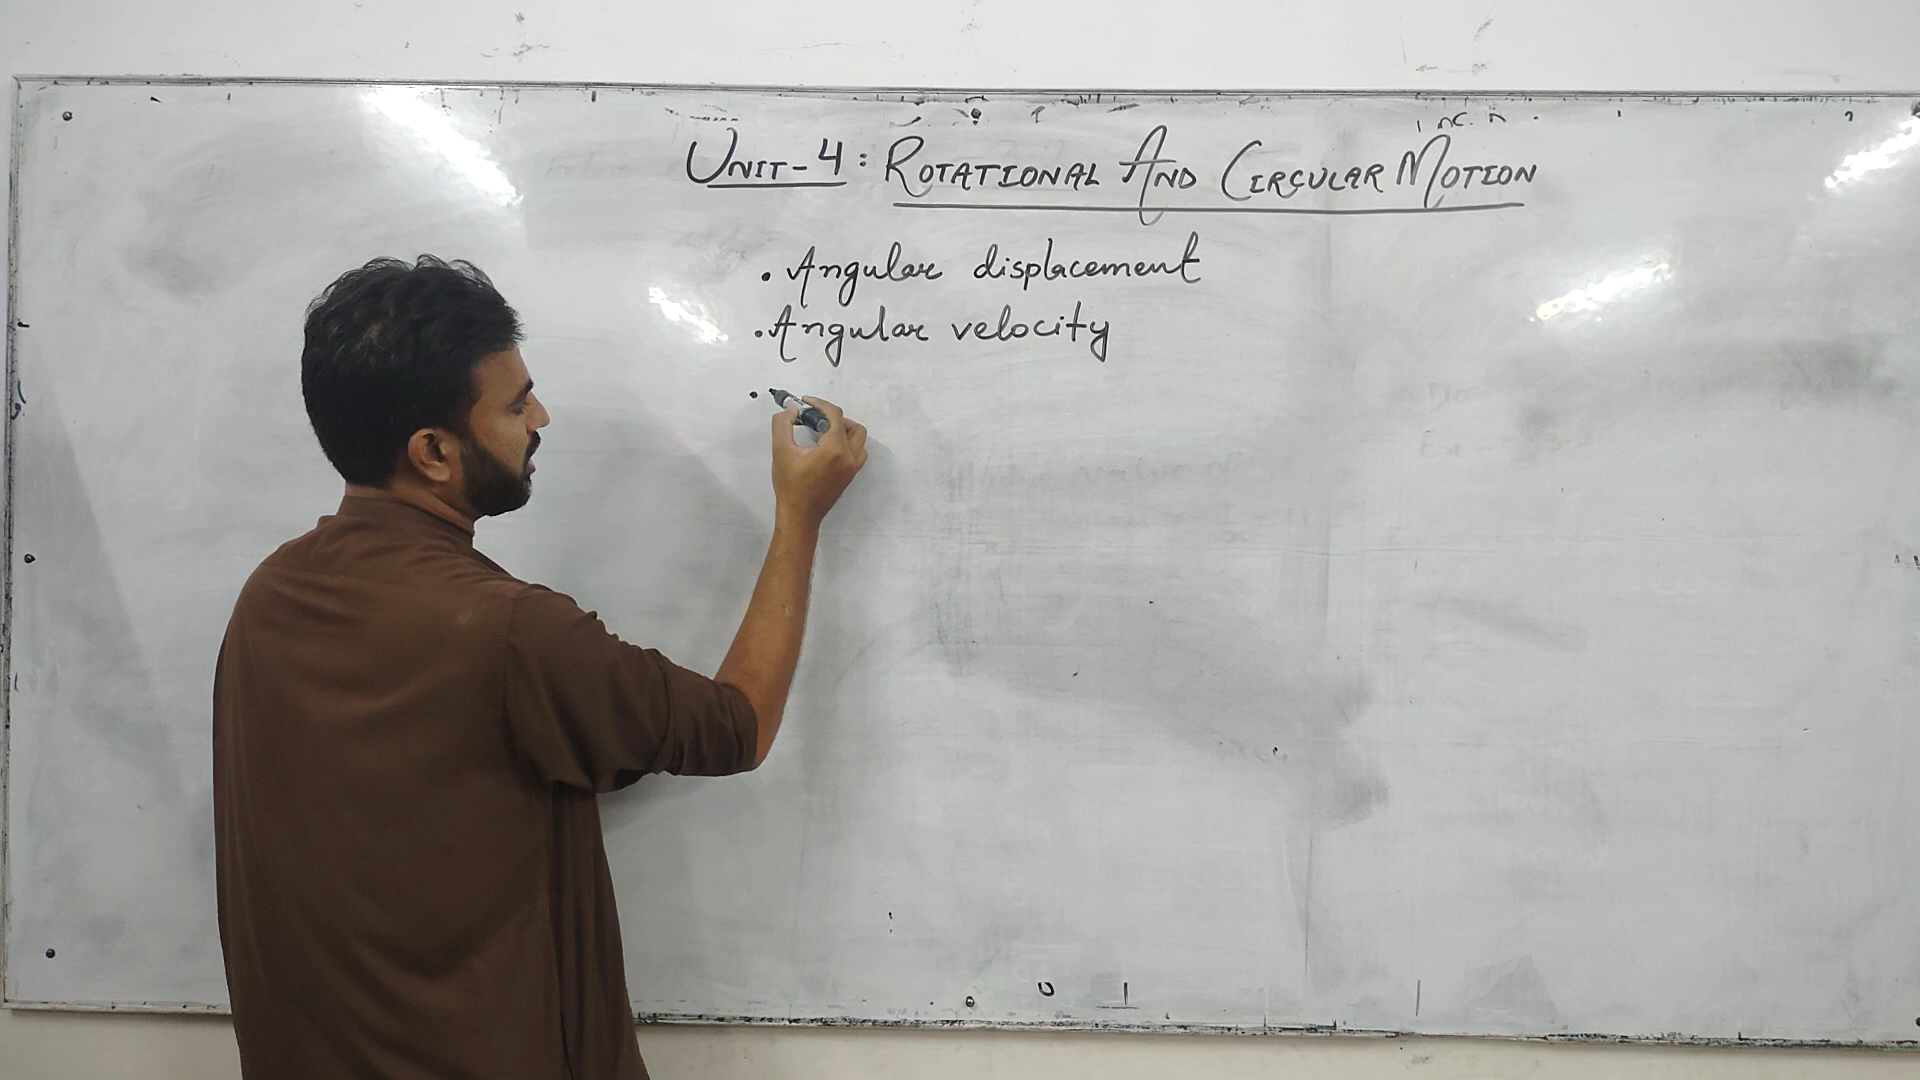 UNIT-4: ROTATIONAL AND CIRCULAR MOTION
. Angular displacement
. Angular velocity
.